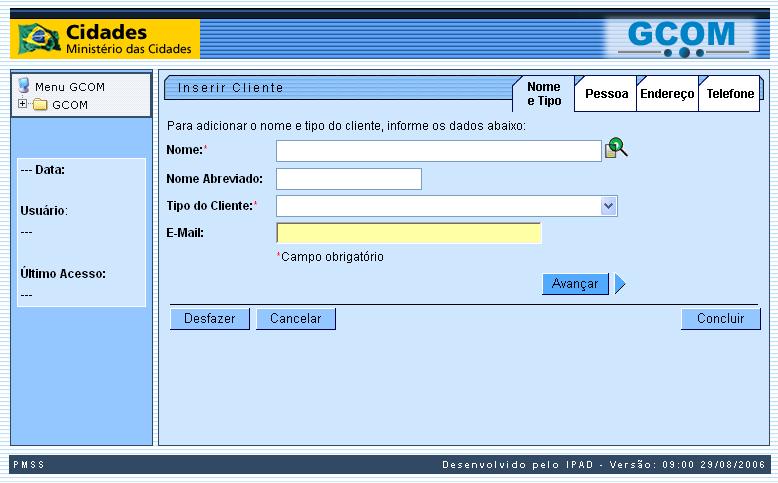 Cidades
Ministério das Cidades
GCOM
Menu GCOM
GCOM
--- Data:
Usuário:
---
Último Acesso:
---
Inserir Cliente
Nome e Tipo
Pessoa
Endereço
Telefone
Para adicionar o nome e tipo do cliente, informe os dados abaixo:
Nome:*
Nome Abreviado:
Tipo do Cliente:*
E-Mail:
*Campo obrigatório
Avançar
Desfazer
Cancelar
Concluir
PMSS
Desenvolvido pelo IPAD - Versão: 09:00 29/08/2006